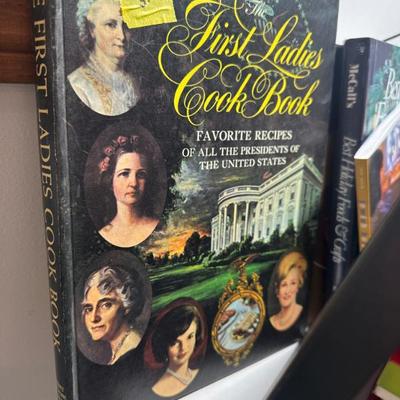 The
First Ladies
Cook Book
FAVORITE RECIPES
OF ALL THE PRESIDENTS OF
THE UNITED STATES
FIRST LADIES COOK BOOK
McCall's
Best Holiday Foods & Gifts